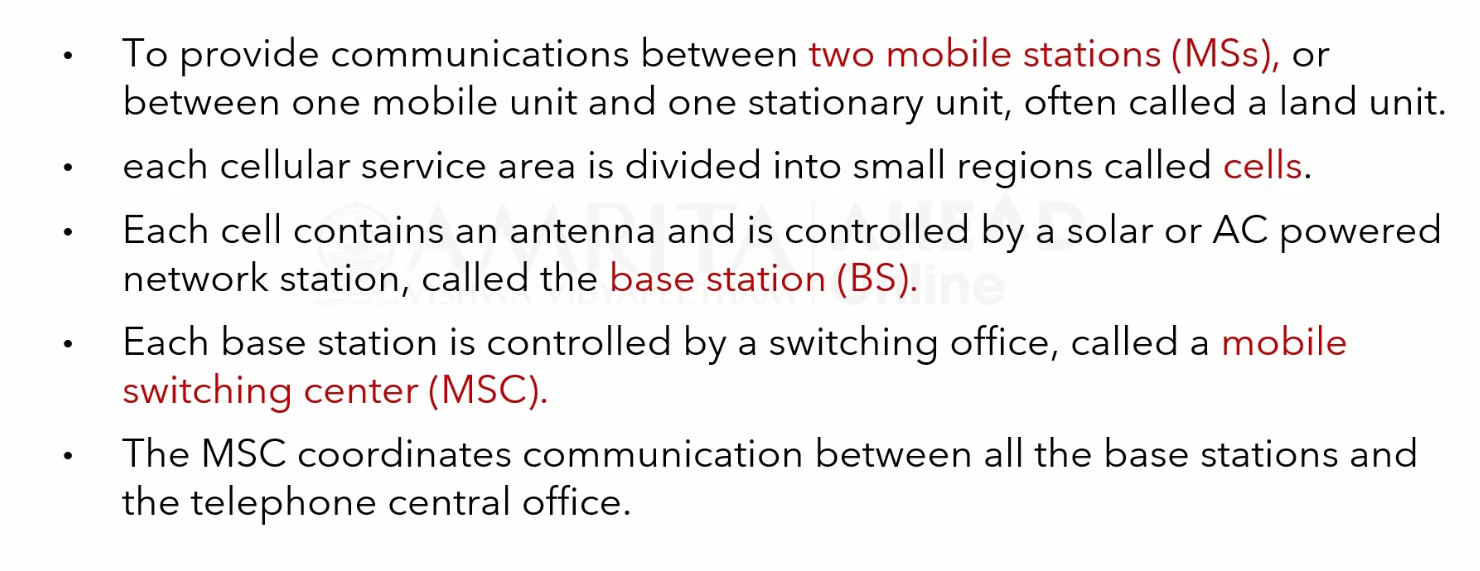 • To provide communications between two mobile stations (MSs), or
between one mobile unit and one stationary unit, often called a land unit.
• each cellular service area is divided into small regions called cells.
• Each cell contains an antenna and is controlled by a solar or AC powered
network station, called the base station (BS).
• Each base station is controlled by a switching office, called a mobile
switching center (MSC).
• The MSC coordinates communication between all the base stations and
the telephone central office.
AMRITA AHEAD
VISHWA VIDYAPEETHAM Online